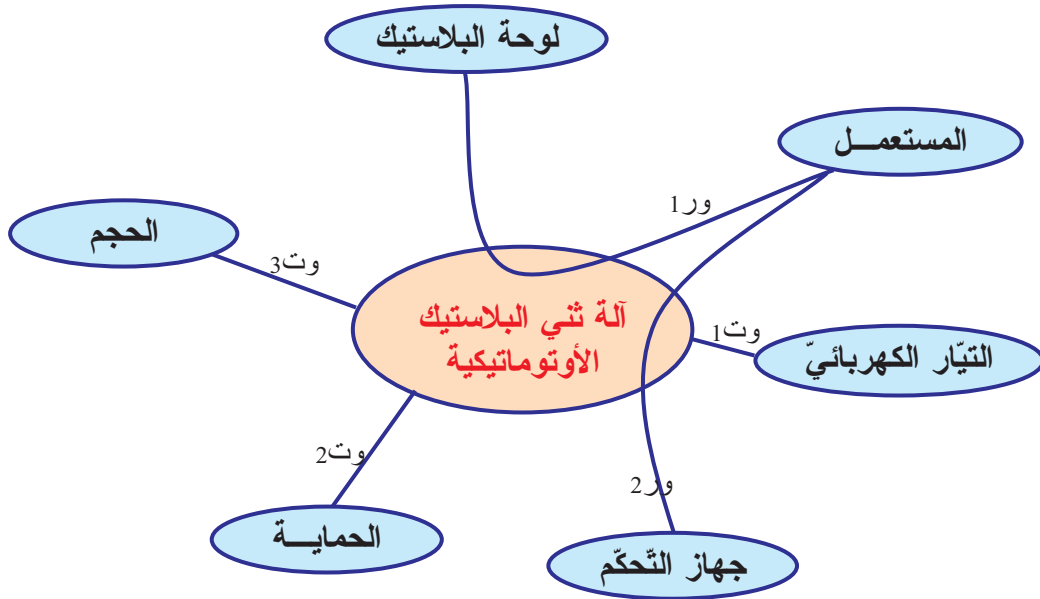 لوحة البلاستيك
المستعمـــل
ور1
الحجم
وت3
آلة ثني البلاستيك
الأوتوماتيكية
وت1
التيّار الكهربائيّ
وت2
ور2
الحمايـــة
جهاز التّحكّم